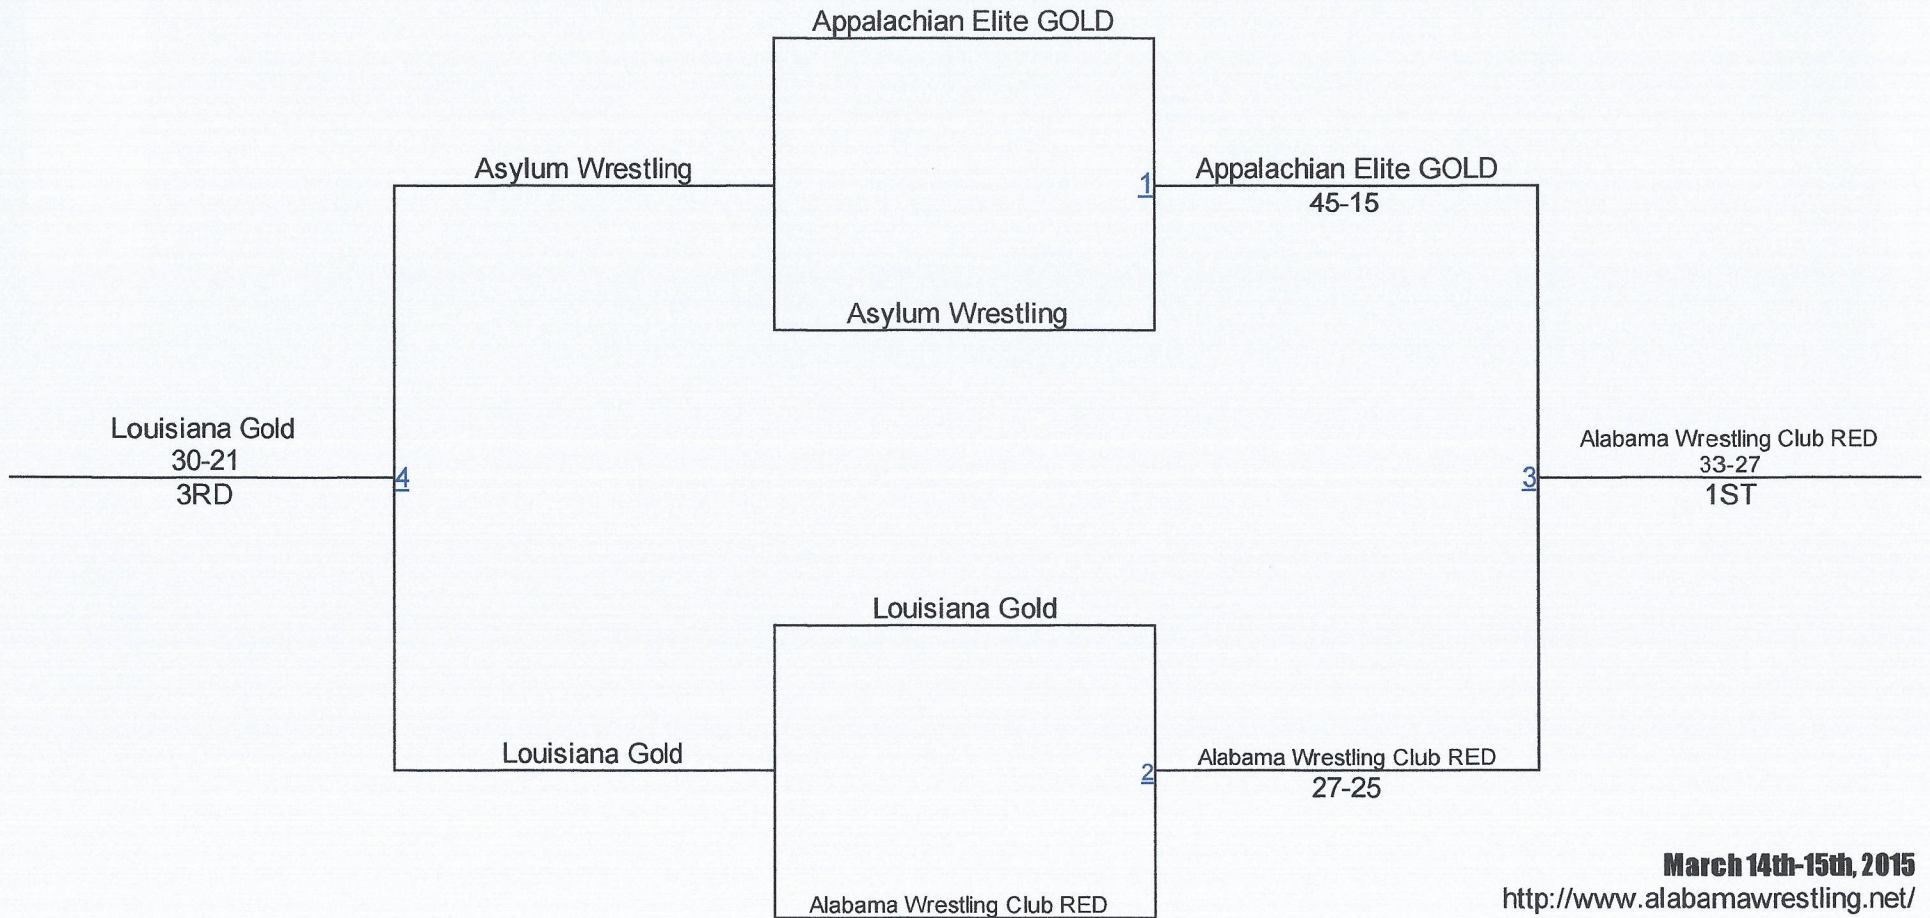 Appalachian Elite GOLD
Asylum Wrestling
1
Appalachian Elite GOLD
45-15
Asylum Wrestling
Louisiana Gold
30-21
3RD
4
3
Alabama Wrestling Club RED
33-27
1ST
Louisiana Gold
Louisiana Gold
2
Alabama Wrestling Club RED
27-25
Alabama Wrestling Club RED
March 14th-15th, 2015
http://www.alabamawrestling.net/